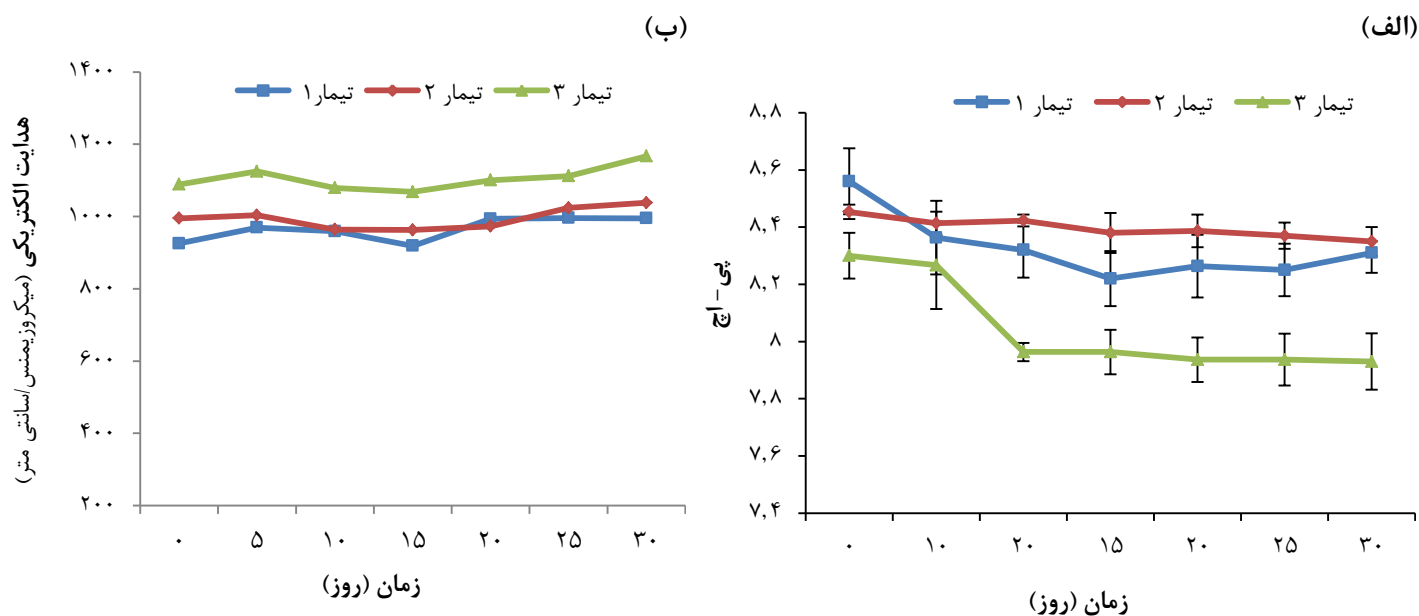 (الف)
تیمار ۱ تیمار ۲ تیمار ۳
۸,۸
۸,۶
۸,۴
۸,۲
۸
۷,۸
۷,۶
۷,۴
پی-اچ
۰ ۱۰ ۲۰ ۱۵ ۲۰ ۲۵ ۳۰
زمان (روز)
(ب)
تیمار۱ تیمار ۲ تیمار ۳
۱۴۰۰
۱۲۰۰
۱۰۰۰
۸۰۰
۶۰۰
۴۰۰
۲۰۰
هدایت الکتریکی (میکروزیمنس/سانتی متر)
۰ ۵ ۱۰ ۱۵ ۲۰ ۲۵ ۳۰
زمان (روز)